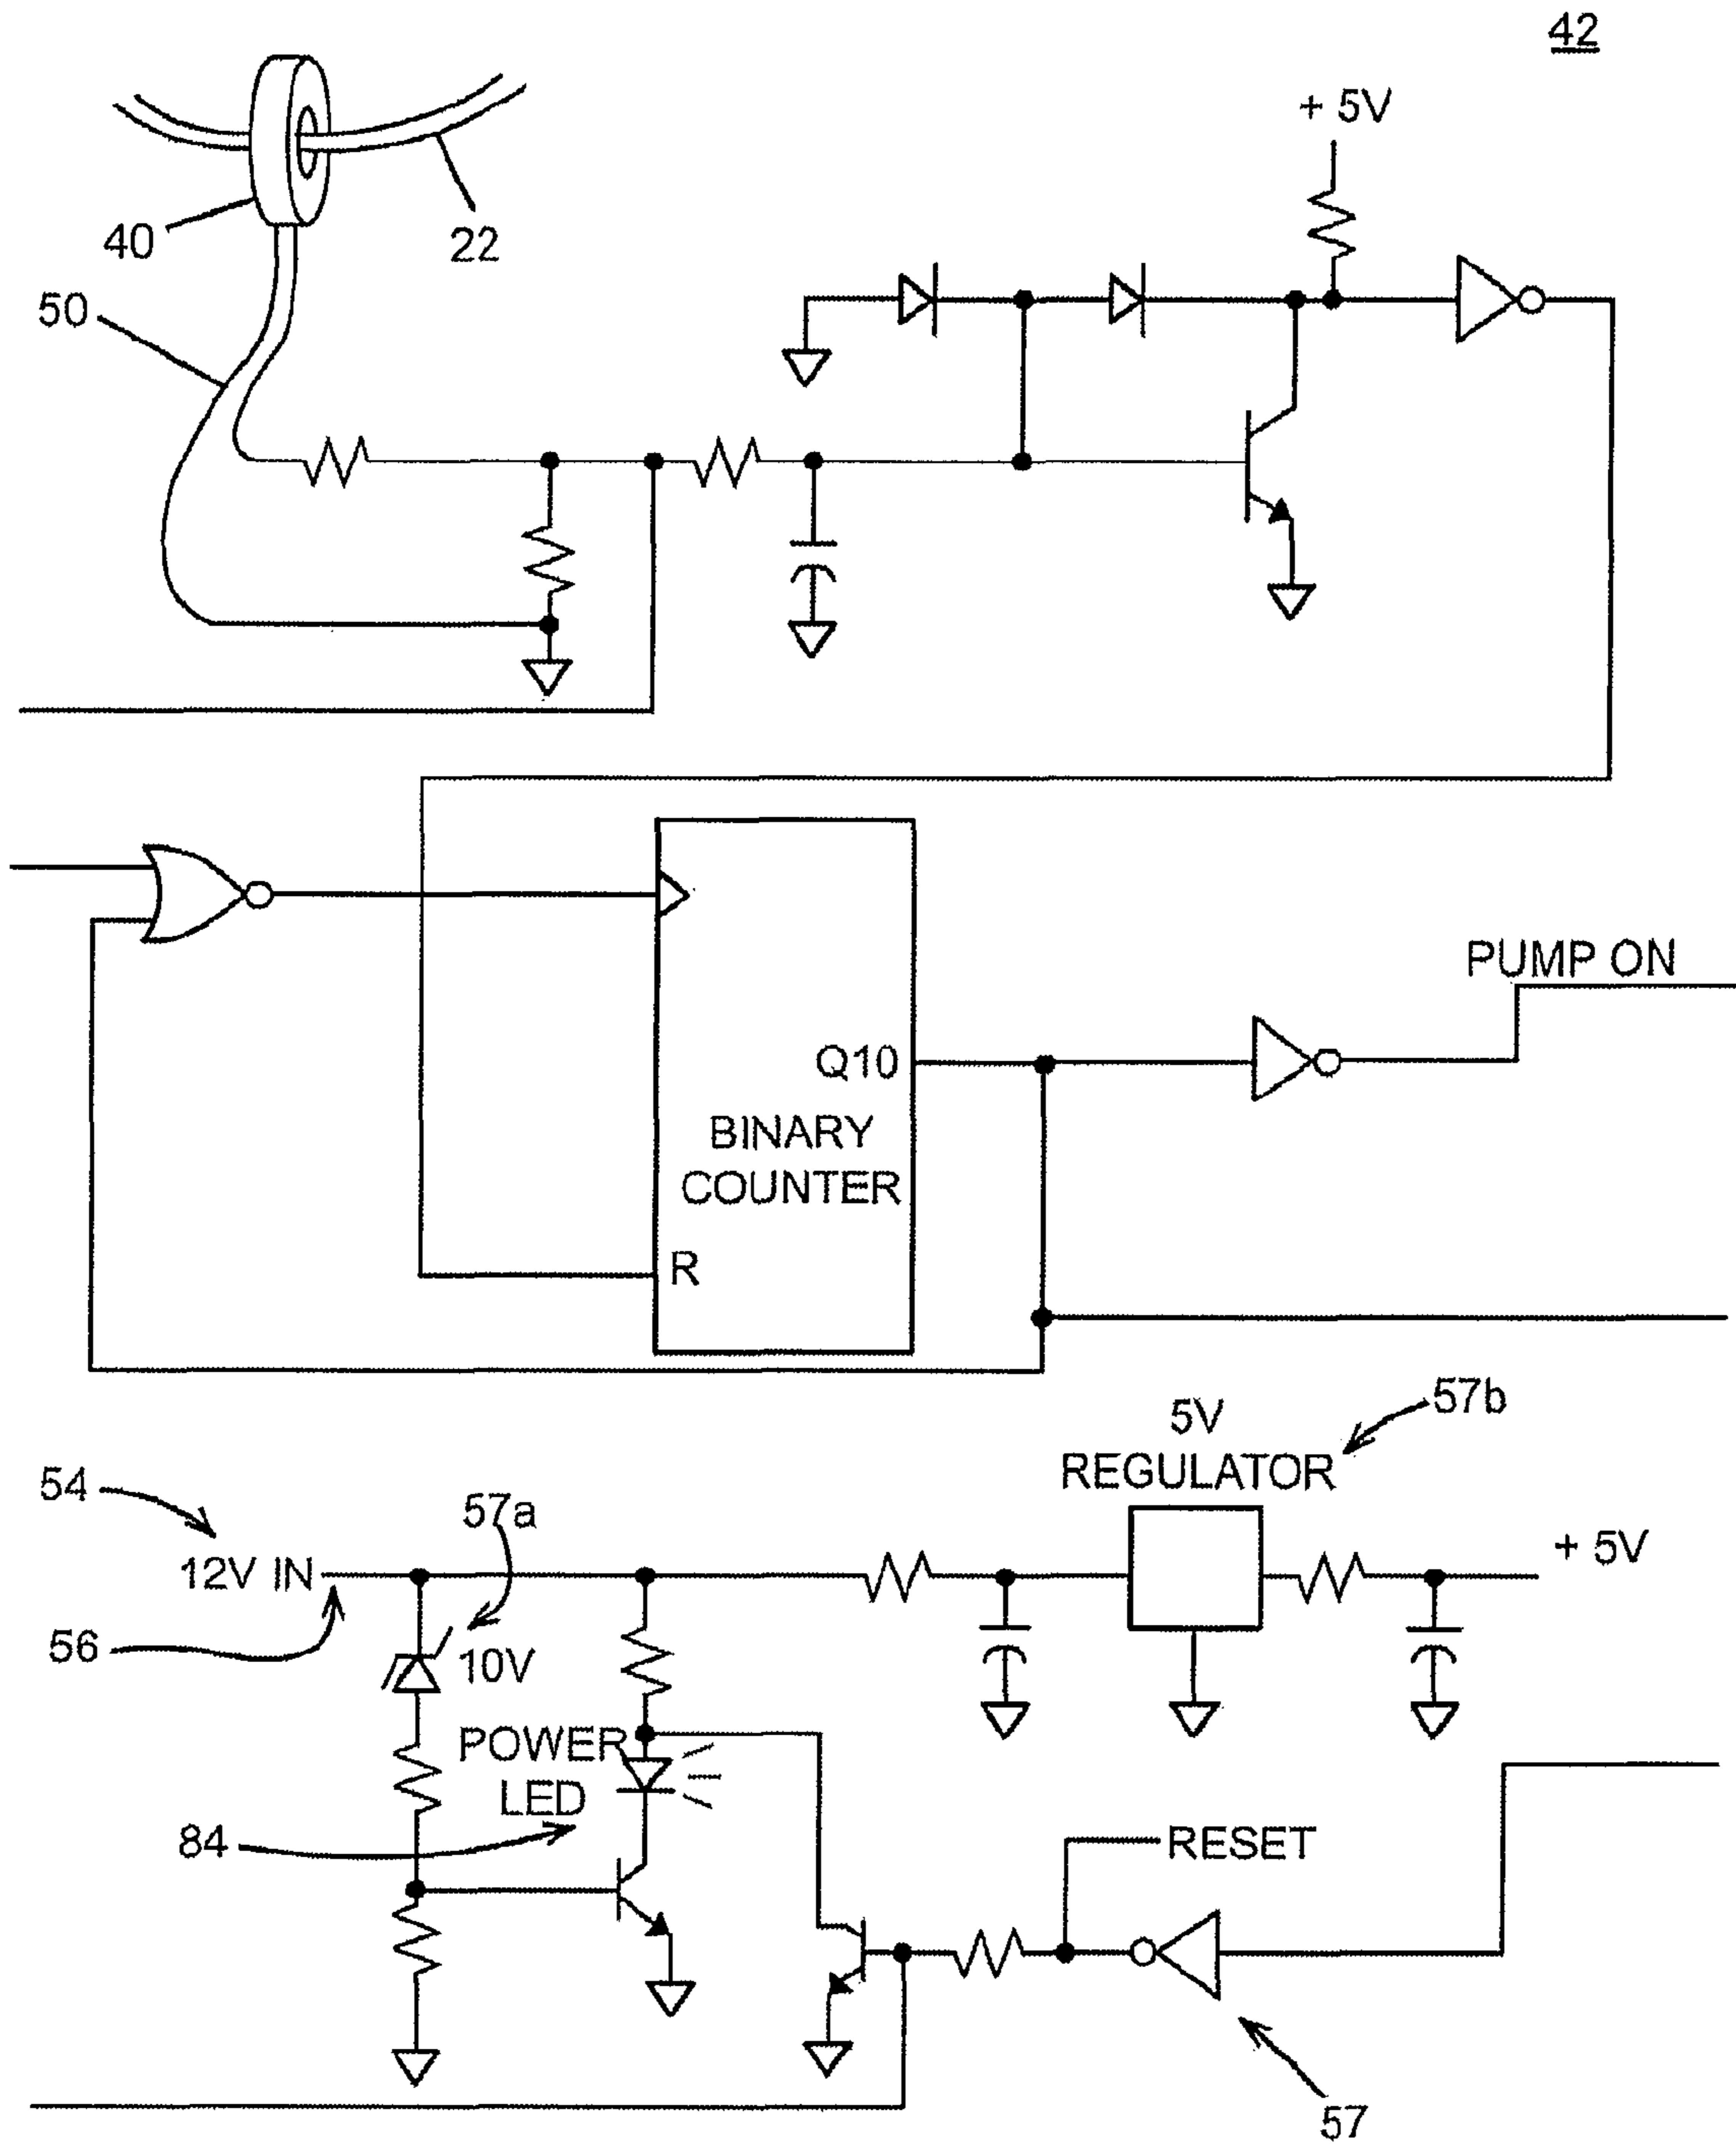 42
+ 5V
40
22
50
PUMP ON
Q10
BINARY
COUNTER
R
57b
5V
REGULATOR
54
57a
12V IN
+ 5V
56
10V
POWER
LED
84
RESET
57